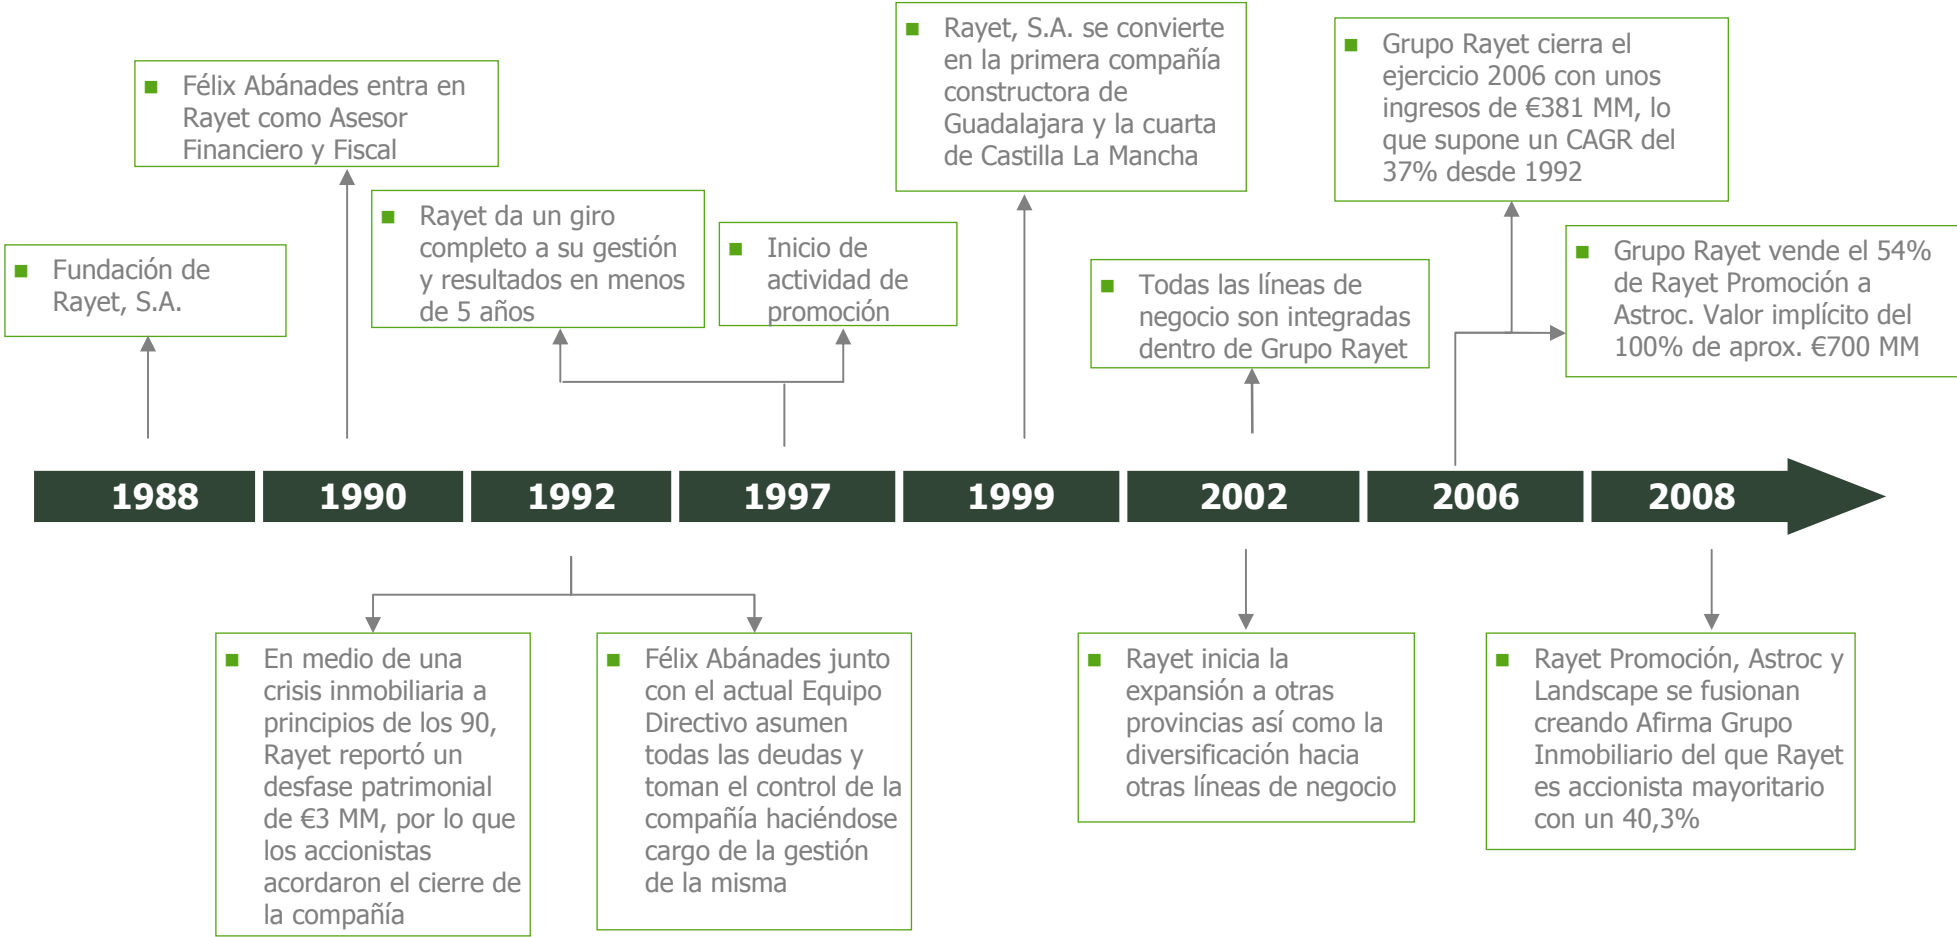 Fundación de
Rayet, S.A.
Félix Abánades entra en
Rayet como Asesor
Financiero y Fiscal
Rayet da un giro
completo a su gestión
y resultados en menos
de 5 años
Inicio de
actividad de
promoción
Rayet, S.A. se convierte
en la primera compañía
constructora de
Guadalajara y la cuarta
de Castilla La Mancha
Todas las líneas de
negocio son integradas
dentro de Grupo Rayet
Grupo Rayet cierra el
ejercicio 2006 con unos
ingresos de €381 MM, lo
que supone un CAGR del
37% desde 1992
Grupo Rayet vende el 54%
de Rayet Promoción a
Astroc. Valor implícito del
100% de aprox. €700 MM
1988
1990
1992
1997
1999
2002
2006
2008
En medio de una
crisis inmobiliaria a
principios de los 90,
Rayet reportó un
desfase patrimonial
de €3 MM, por lo que
los accionistas
acordaron el cierre de
la compañía
Félix Abánades junto
con el actual Equipo
Directivo asumen
todas las deudas y
toman el control de la
compañía haciéndose
cargo de la gestión
de la misma
Rayet inicia la
expansión a otras
provincias así como la
diversificación hacia
otras líneas de negocio
Rayet Promoción, Astroc y
Landscape se fusionan
creando Afirma Grupo
Inmobiliario del que Rayet
es accionista mayoritario
con un 40,3%